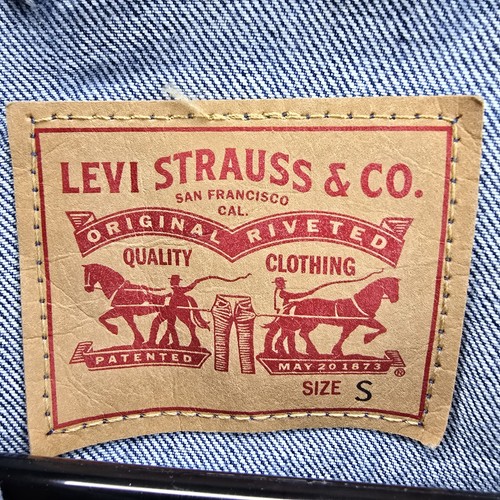 LEVI STRAUSS & CO.
SAN FRANCISCO
CAL.
ORIGINAL RIVETED
QUALITY CLOTHING
PATENTED MAY 20 1873 ®
SIZE S